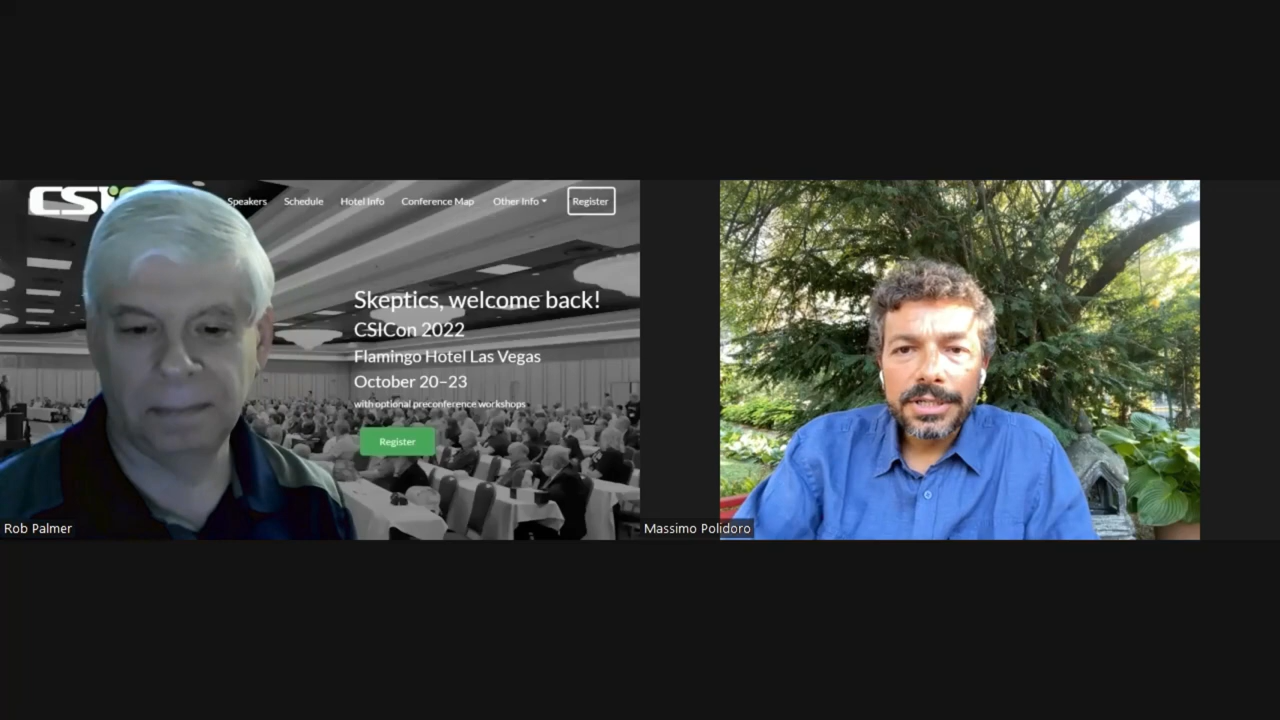 Speakers Schedule Hotel Info Conference Map Other Info Register
Skeptics, welcome back!
CSICon 2022
Flamingo Hotel Las Vegas
October 20–23
with optional preconference workshops
Register
Rob Palmer
Massimo Polidoro